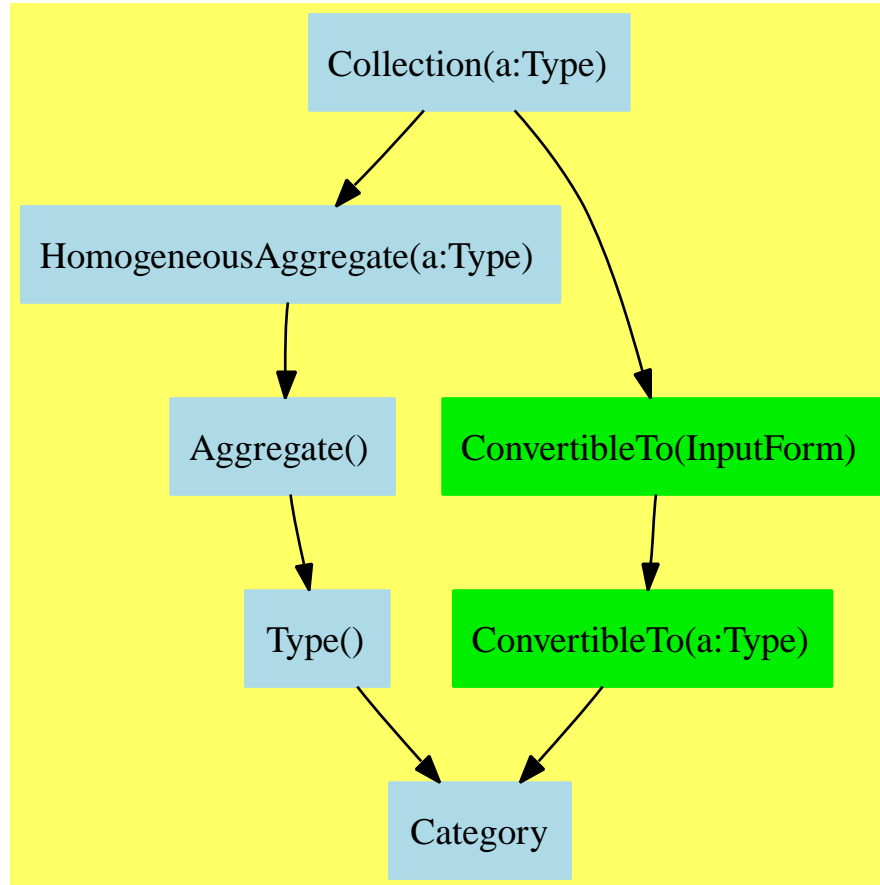 Collection(a:Type)
HomogeneousAggregate(a:Type)
Aggregate()
ConvertibleTo(InputForm)
Type()
ConvertibleTo(a:Type)
Category